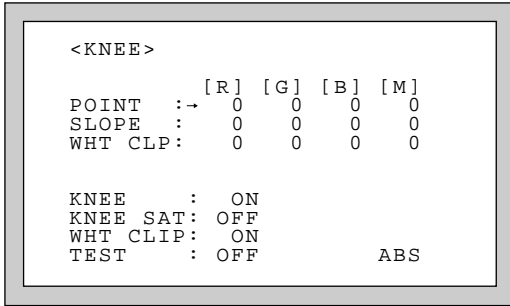 <KNEE>
[R] [G] [B] [M]
POINT :→ 0 0 0 0
SLOPE : 0 0 0 0
WHT CLP: 0 0 0 0
KNEE : ON
KNEE SAT: OFF
WHT CLIP: ON
TEST : OFF ABS